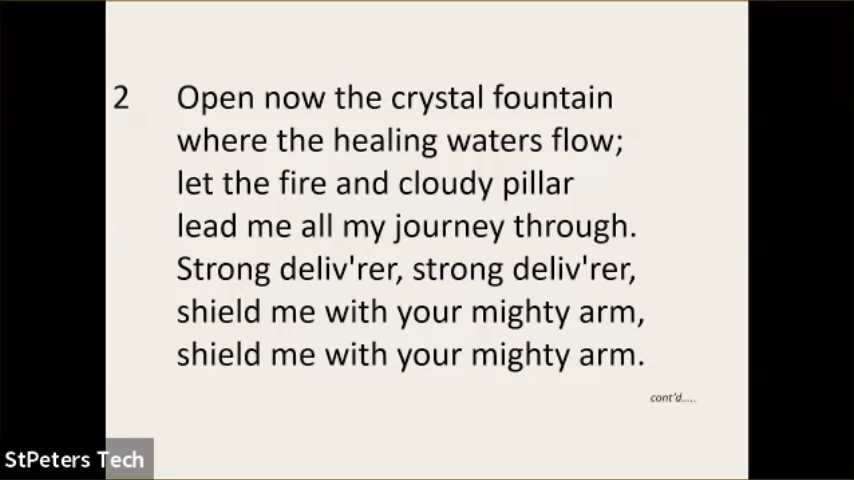 2 Open now the crystal fountain
where the healing waters flow;
let the fire and cloudy pillar
lead me all my journey through.
Strong deliv'rer, strong deliv'rer,
shield me with your mighty arm,
shield me with your mighty arm.
cont'd.....
StPeters Tech